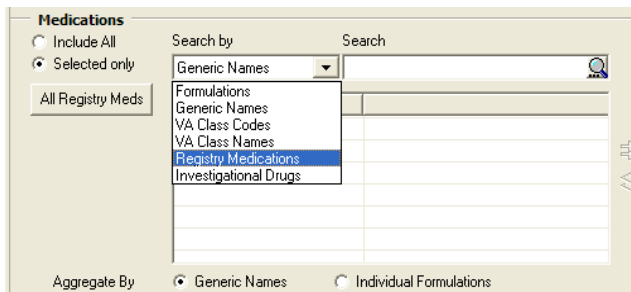 Medications
Include All
Search by
Search
Selected only
Generic Names
All Registry Meds
Formulations
Generic Names
VA Class Codes
VA Class Names
Registry Medications
Investigational Drugs
Aggregate By
Generic Names
Individual Formulations